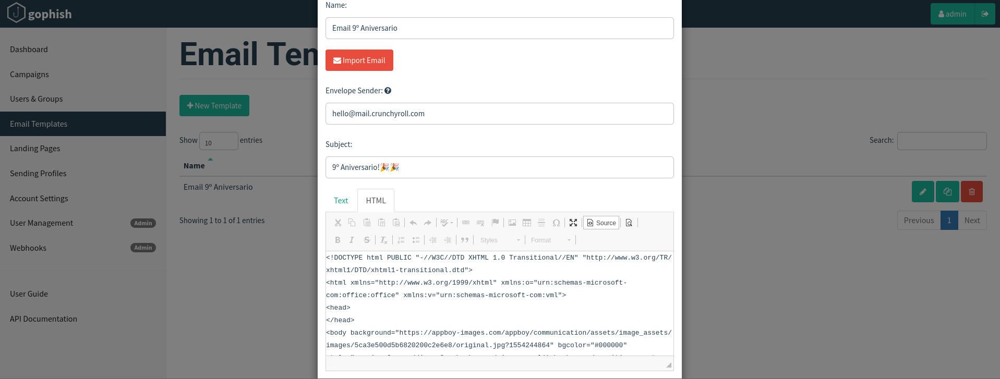 gophish
admin
Dashboard
Campaigns
Users & Groups
Email Templates
Landing Pages
Sending Profiles
Account Settings
User Management Admin
Webhooks Admin
User Guide
API Documentation
Email Tem
New Template
Show 10 entries
Search:
Name
Email 9º Aniversario
Showing 1 to 1 of 1 entries
Previous 1 Next
Name:
Email 9º Aniversario
Import Email
Envelope Sender:
hello@mail.crunchyroll.com
Subject:
9º Aniversario!🎉🎉
Text HTML
Source
Styles Format
<!DOCTYPE html PUBLIC "-//W3C//DTD XHTML 1.0 Transitional//EN" "http://www.w3.org/TR/
xhtml1/DTD/xhtml1-transitional.dtd">
<html xmlns="http://www.w3.org/1999/xhtml" xmlns:o="urn:schemas-microsoft-
com:office:office" xmlns:v="urn:schemas-microsoft-com:vml">
<head>
</head>
<body background="https://appboy-images.com/appboy/communication/assets/image_assets/
images/5ca3e500d5b6820200c2e6e8/original.jpg?1554244864" bgcolor="#000000"